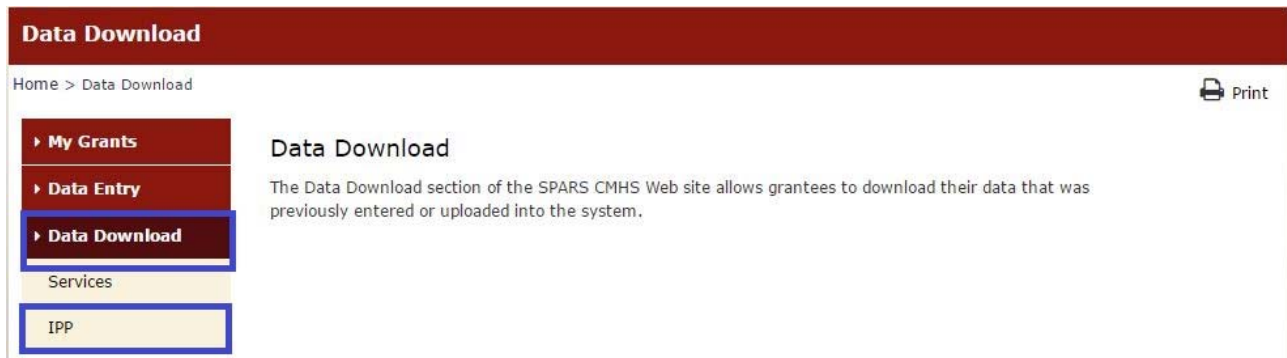 Data Download
Home > Data Download
Print
My Grants
Data Entry
Data Download
Services
IPP
Data Download
The Data Download section of the SPARS CMHS Web site allows grantees to download their data that was
previously entered or uploaded into the system.